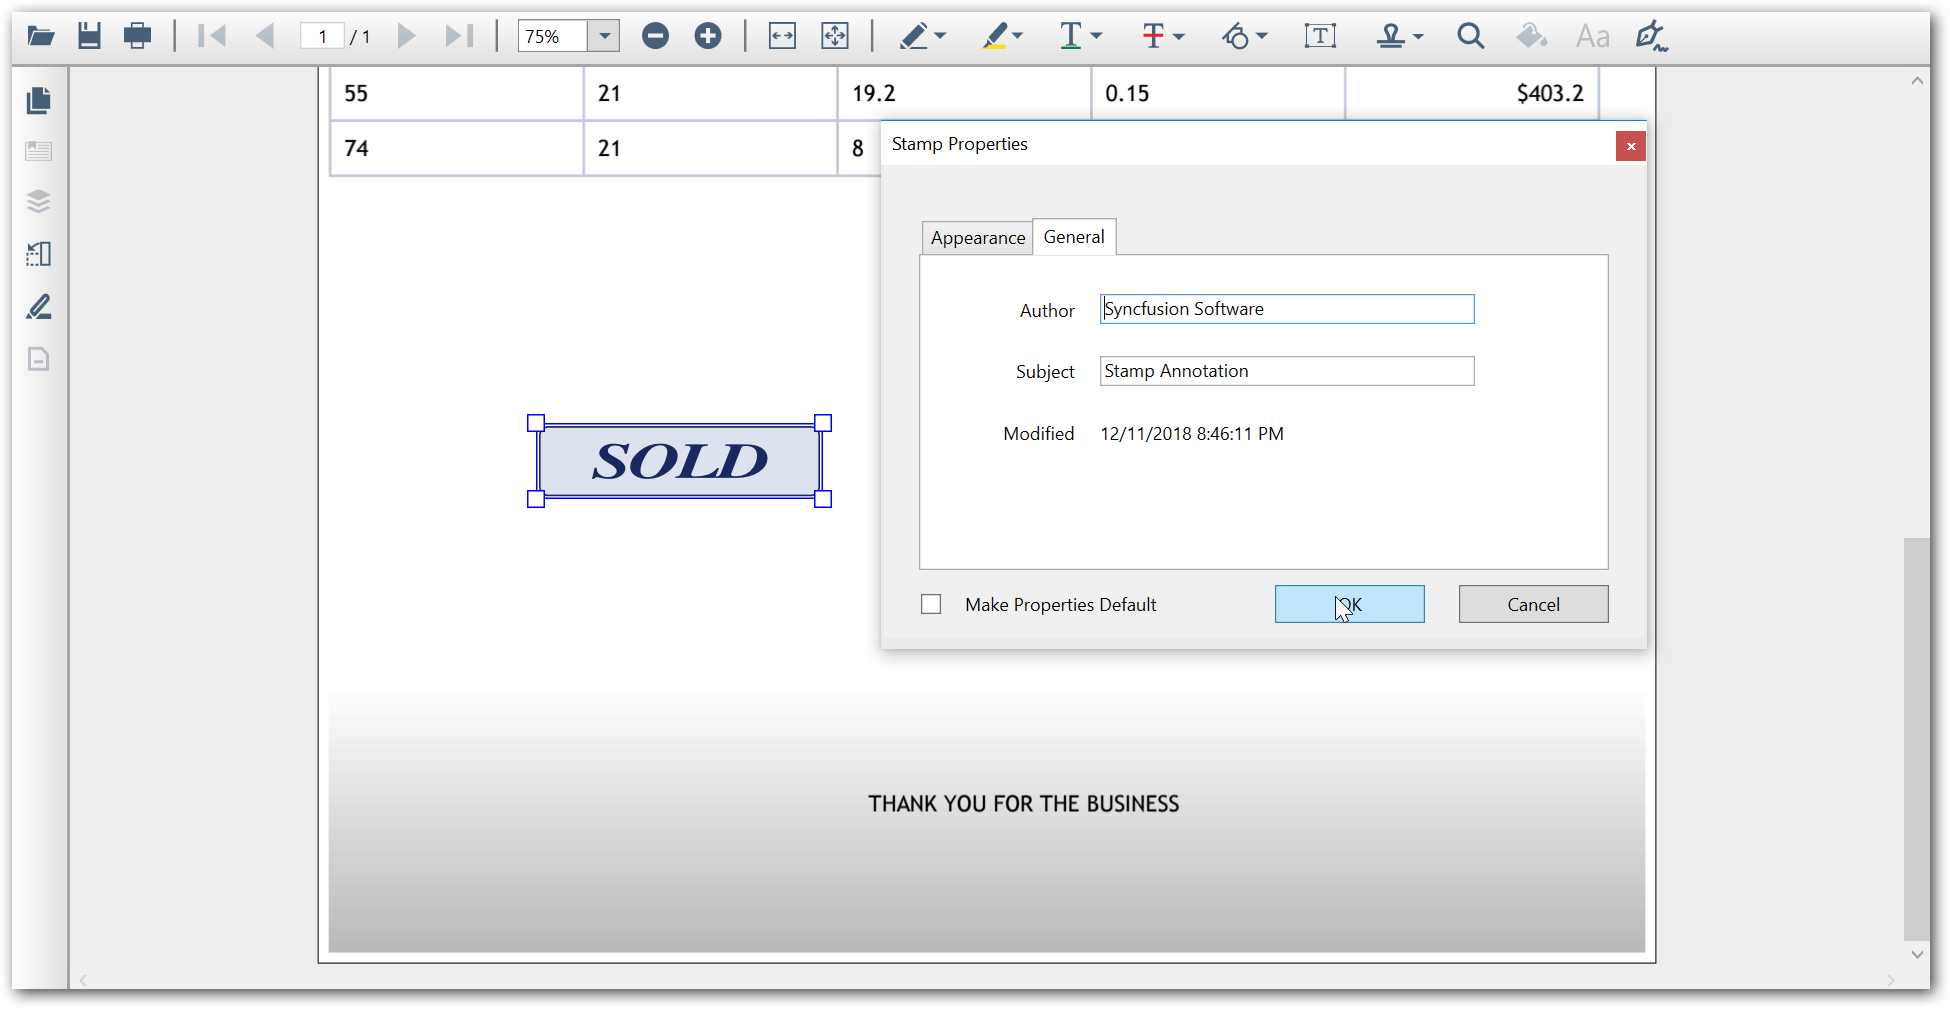 1 / 1 75% T T T Aa
55 21 19.2 0.15 $403.2
74 21 8
Stamp Properties
Appearance General
Author Syncfusion Software
Subject Stamp Annotation
Modified 12/11/2018 8:46:11 PM
SOLD
Make Properties Default OK Cancel
THANK YOU FOR THE BUSINESS